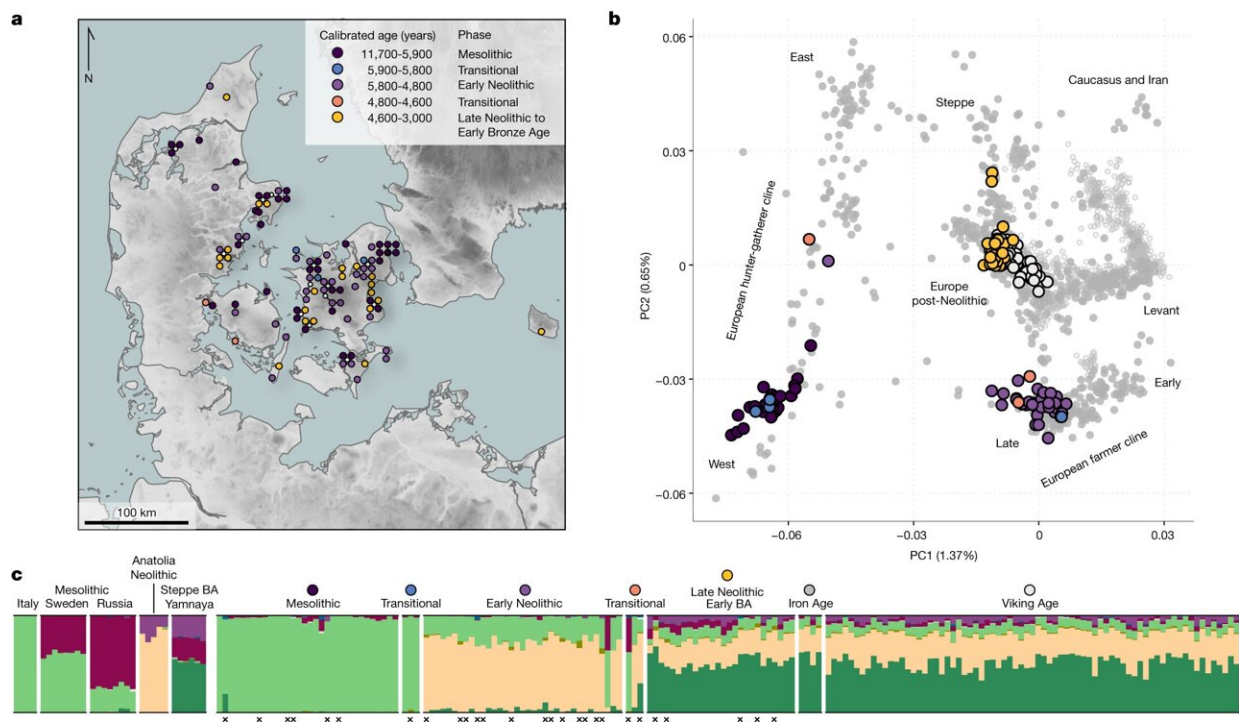 a
N
Calibrated age (years) Phase
11,700-5,900 Mesolithic
5,900-5,800 Transitional
5,800-4,800 Early Neolithic
4,800-4,600 Transitional
4,600-3,000 Late Neolithic to
Early Bronze Age
100 km
b
0.06
0.03
0
−0.03
−0.06
PC2 (0.65%)
East
Steppe
Caucasus and Iran
European hunter-gatherer cline
Europe
post-Neolithic
Levant
Early
Late
West
European farmer cline
−0.06
−0.03
0
0.03
PC1 (1.37%)
c
Anatolia
Neolithic
Mesolithic
Italy Sweden Russia
Steppe BA
Yamnaya
Mesolithic
Transitional
Early Neolithic
Transitional
Late Neolithic
Early BA
Iron Age
Viking Age
× × ×× × × × × ×× ×× × ×× × ×× ×× × × × × × ×